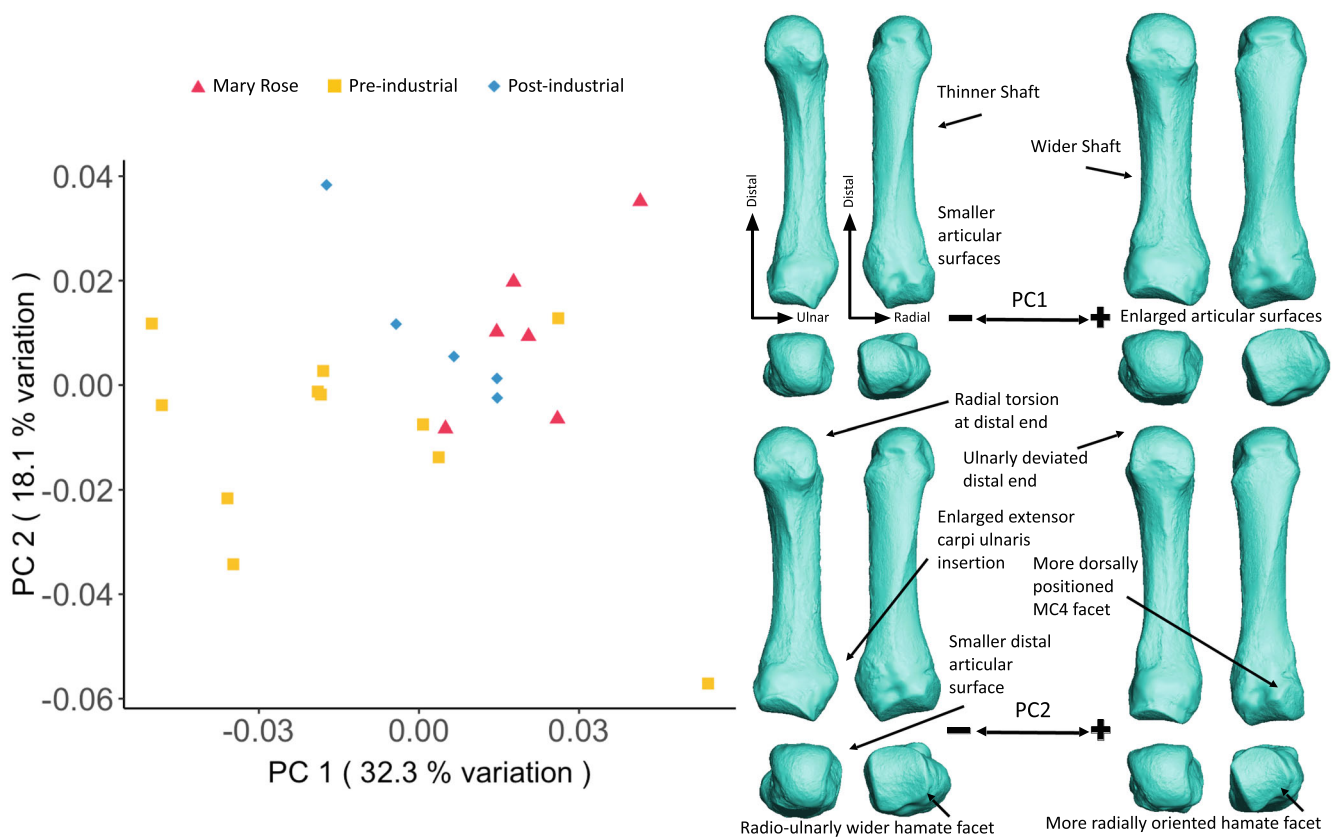 Mary Rose
Pre-industrial
Post-industrial
0.04
0.02
0.00
-0.02
-0.04
-0.06
PC 2 ( 18.1 % variation )
-0.03
0.00
0.03
PC 1 ( 32.3 % variation )
Thinner Shaft
Wider Shaft
Distal
Distal
Smaller
articular
surfaces
Ulnar
Radial
PC1
− +
Enlarged articular surfaces
Radial torsion
at distal end
Ulnarly deviated
distal end
Enlarged extensor
carpi ulnaris
insertion
More dorsally
positioned
MC4 facet
Smaller distal
articular
surface
PC2
− +
Radio-ulnarly wider hamate facet
More radially oriented hamate facet